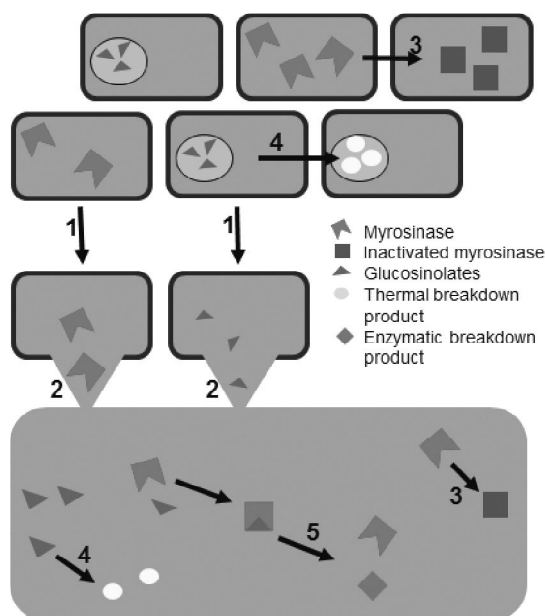 3
4
1
1
Myrosinase
Inactivated myrosinase
Glucosinolates
Thermal breakdown
product
Enzymatic breakdown
product
2
2
3
5
4